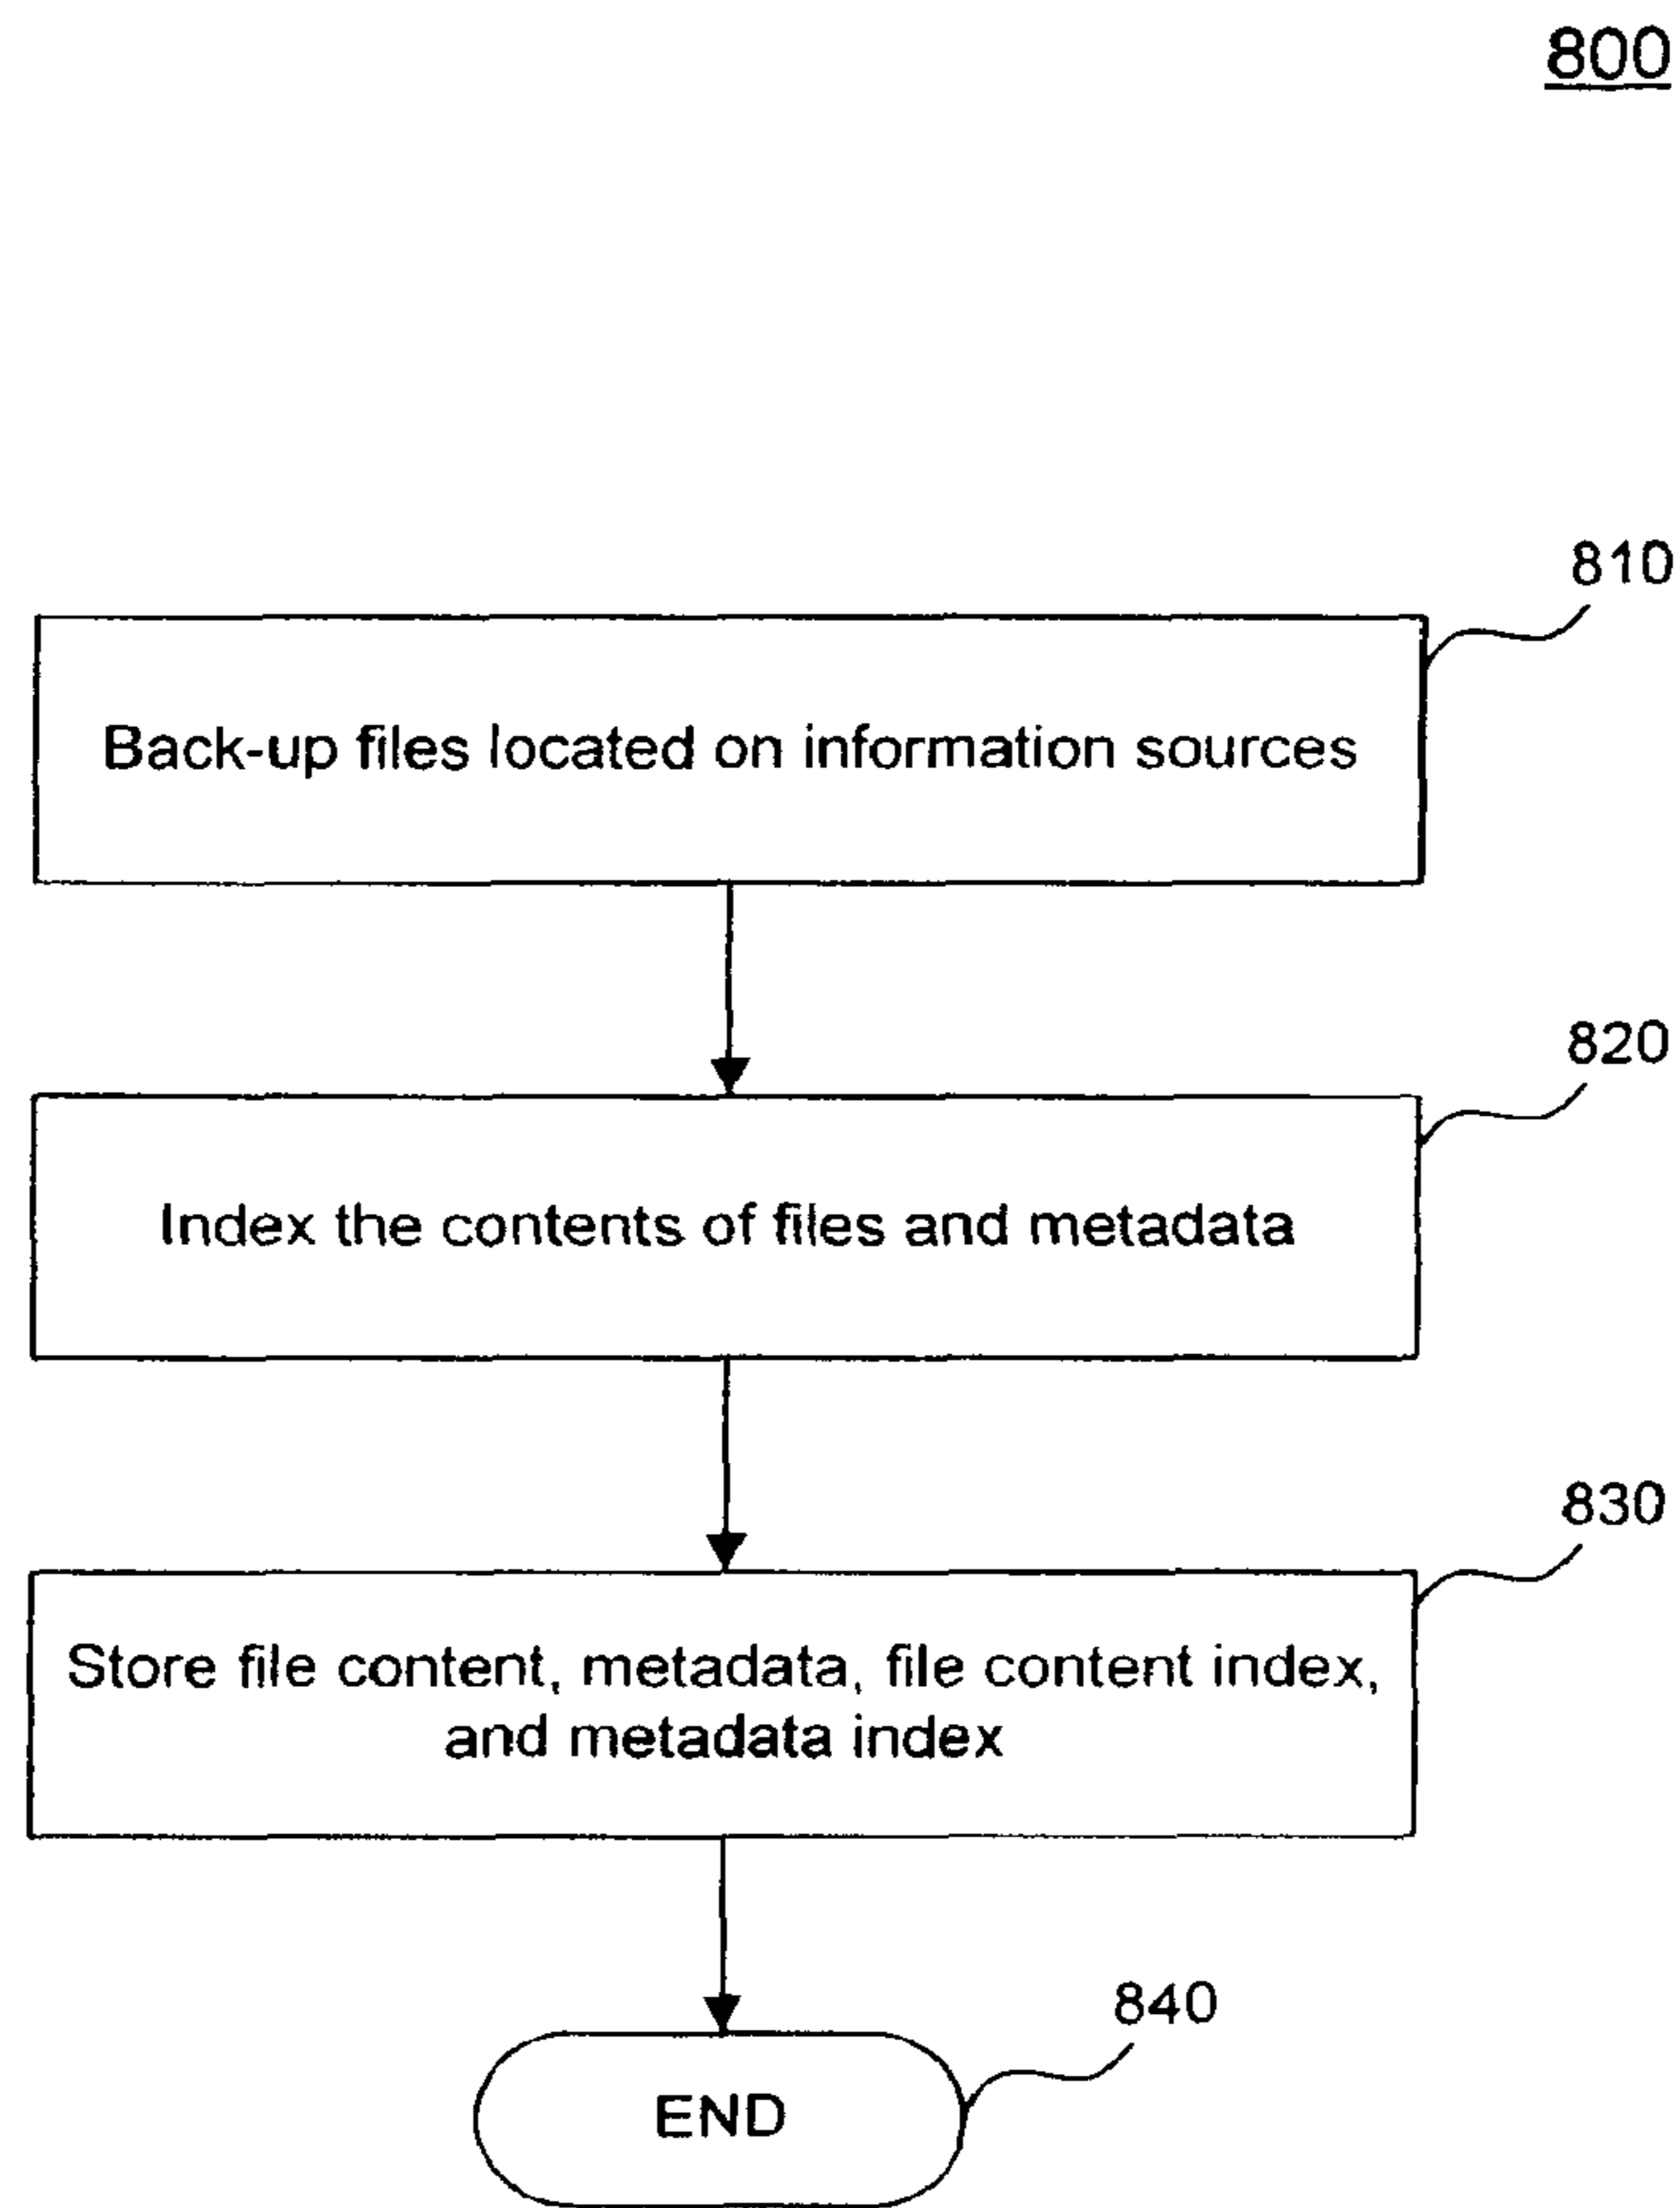 800
810
Back-up files located on information sources
820
Index the contents of files and metadata
830
Store file content, metadata, file content index,
and metadata index
840
END